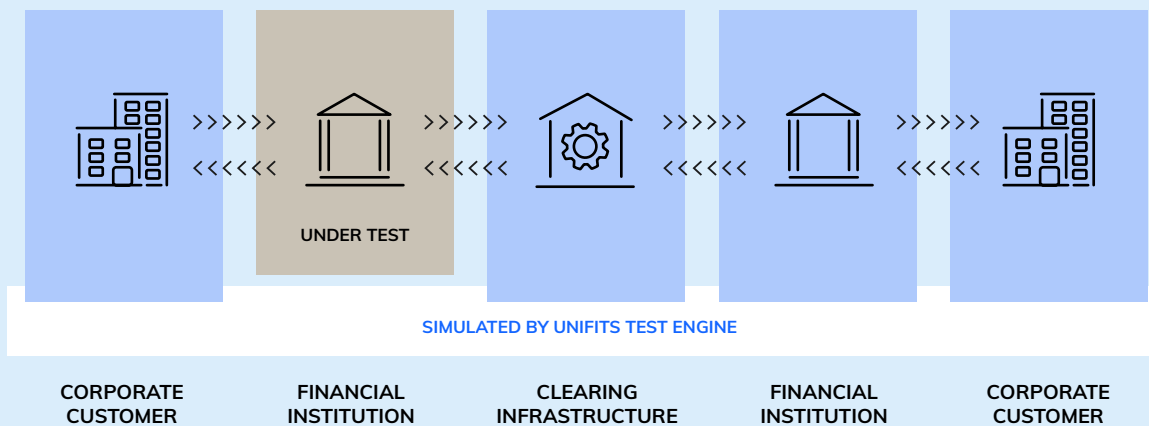 UNDER TEST
SIMULATED BY UNIFITS TEST ENGINE
CORPORATE
CUSTOMER
FINANCIAL
INSTITUTION
CLEARING
INFRASTRUCTURE
FINANCIAL
INSTITUTION
CORPORATE
CUSTOMER